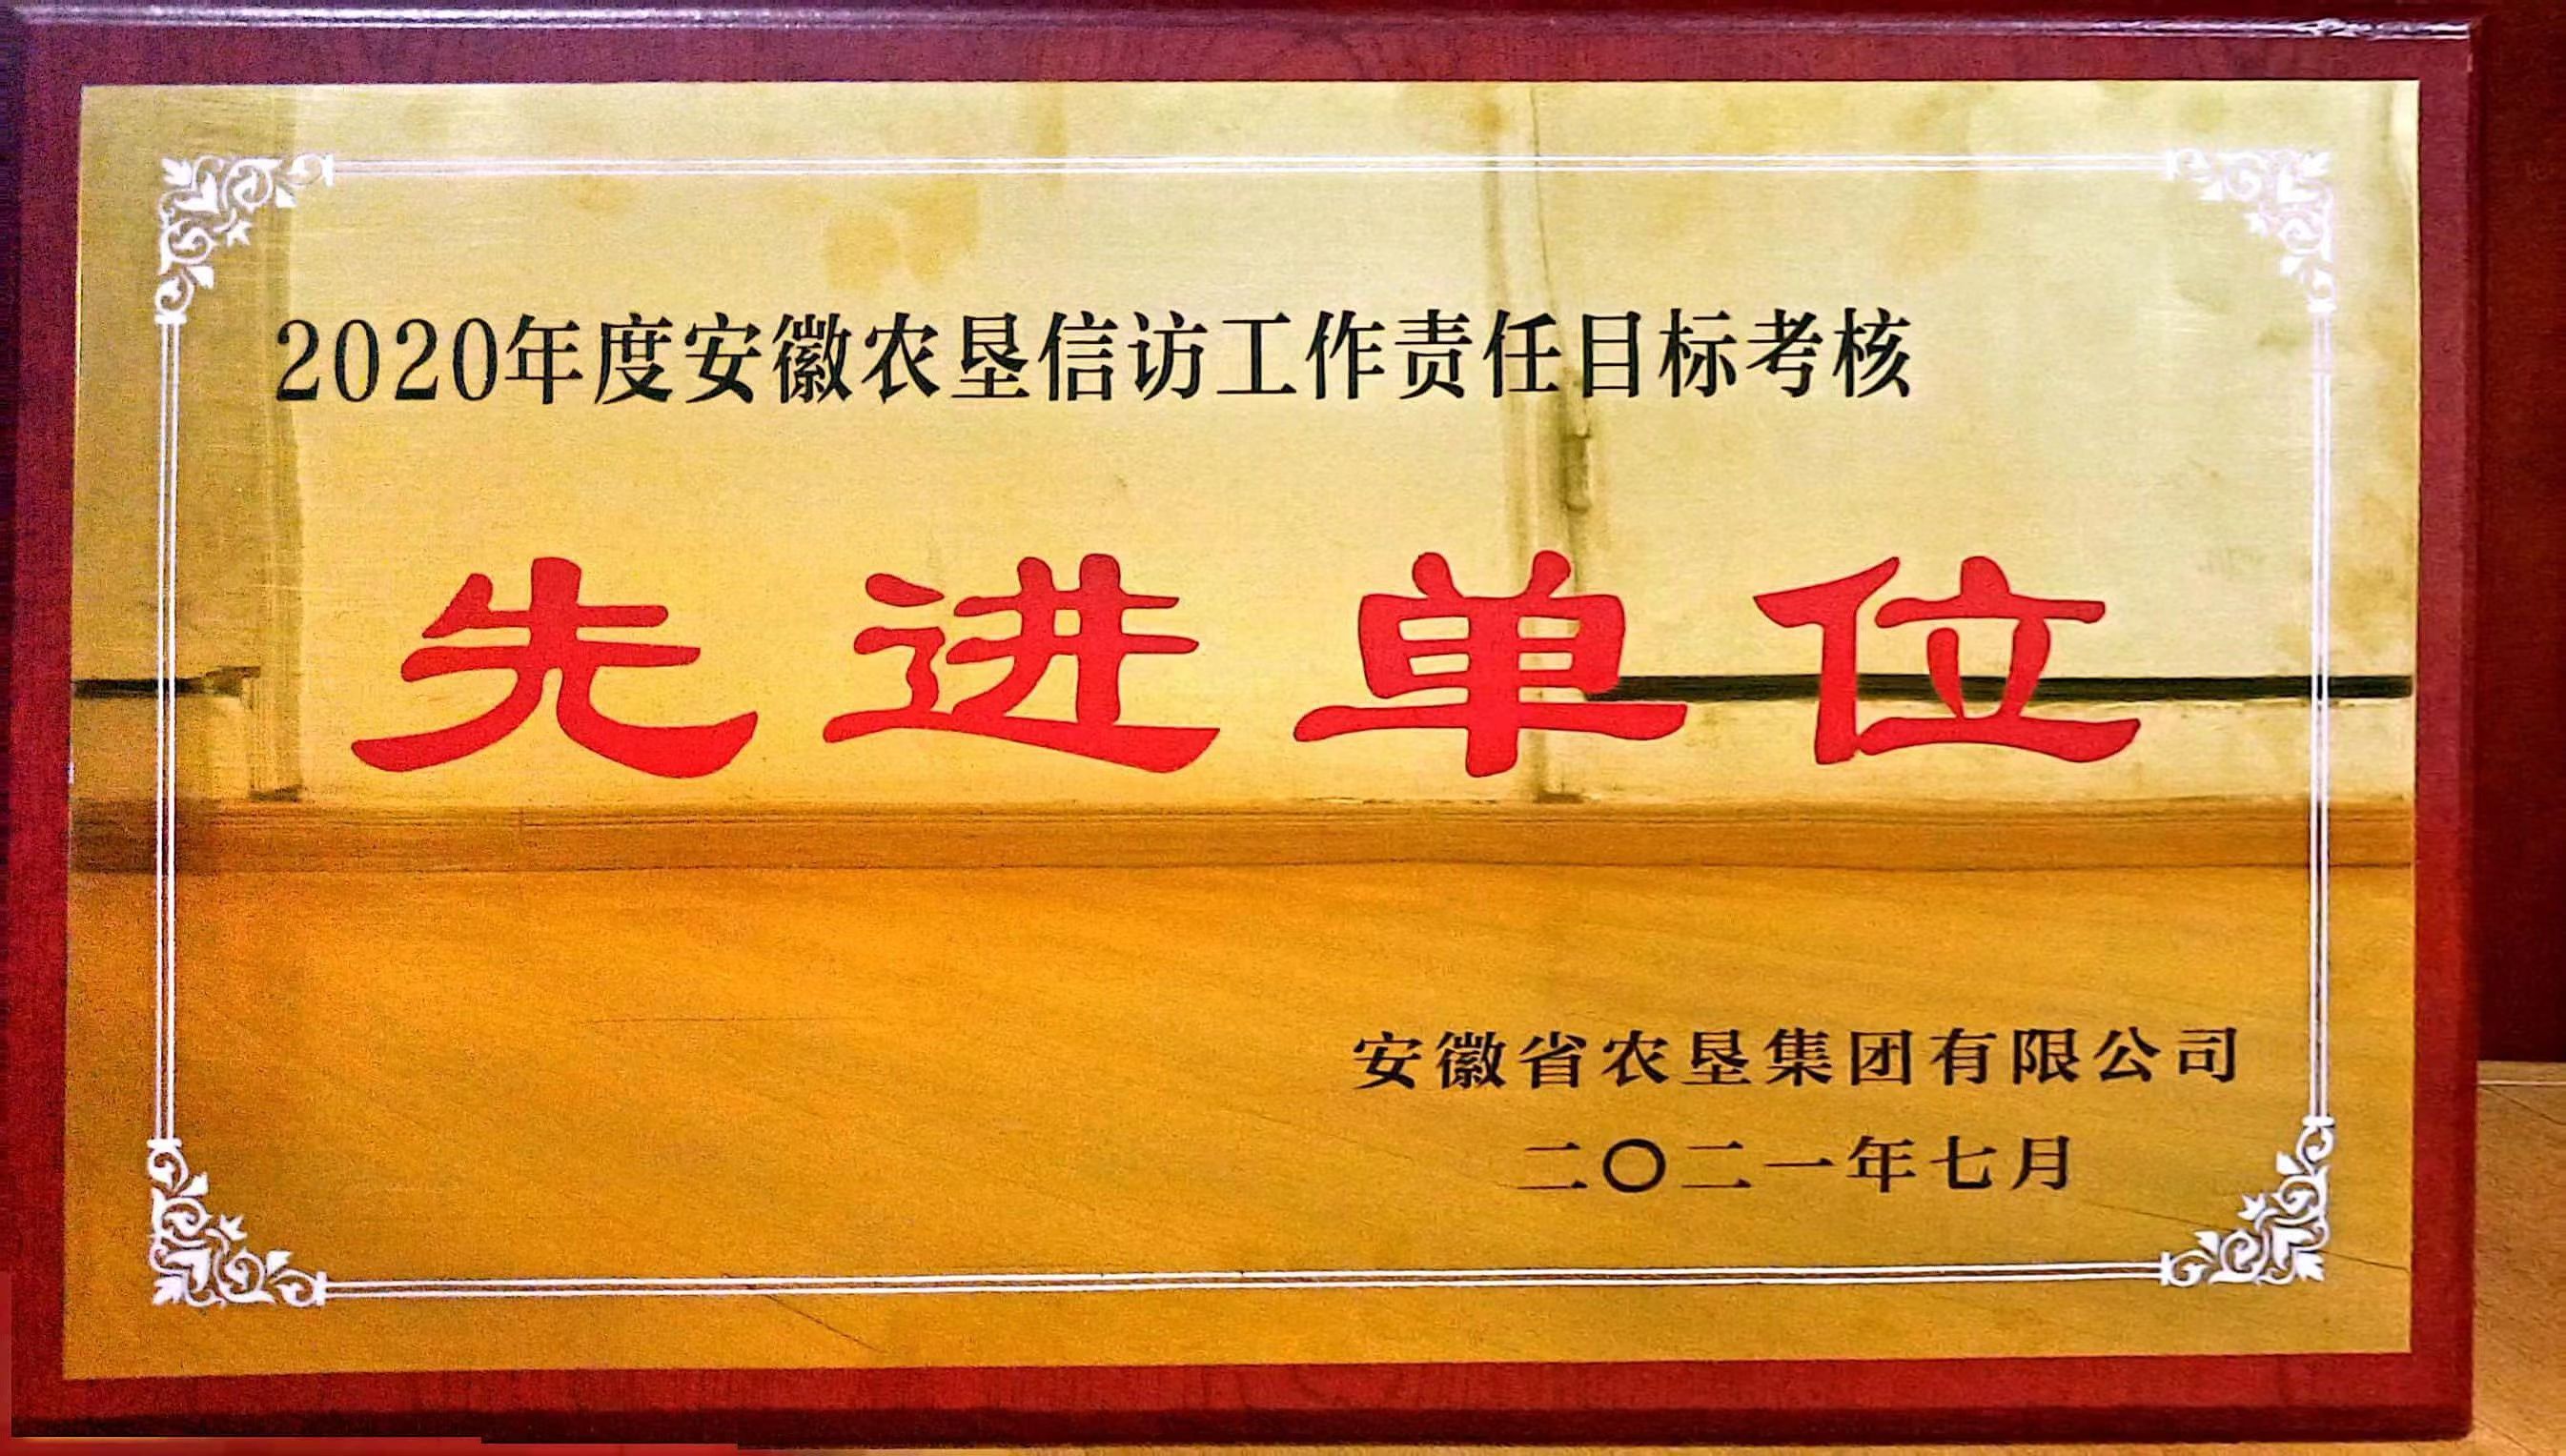 2020年度安徽农垦信访工作责任目标考核
先进单位
安徽省农垦集团有限公司
二〇二一年七月